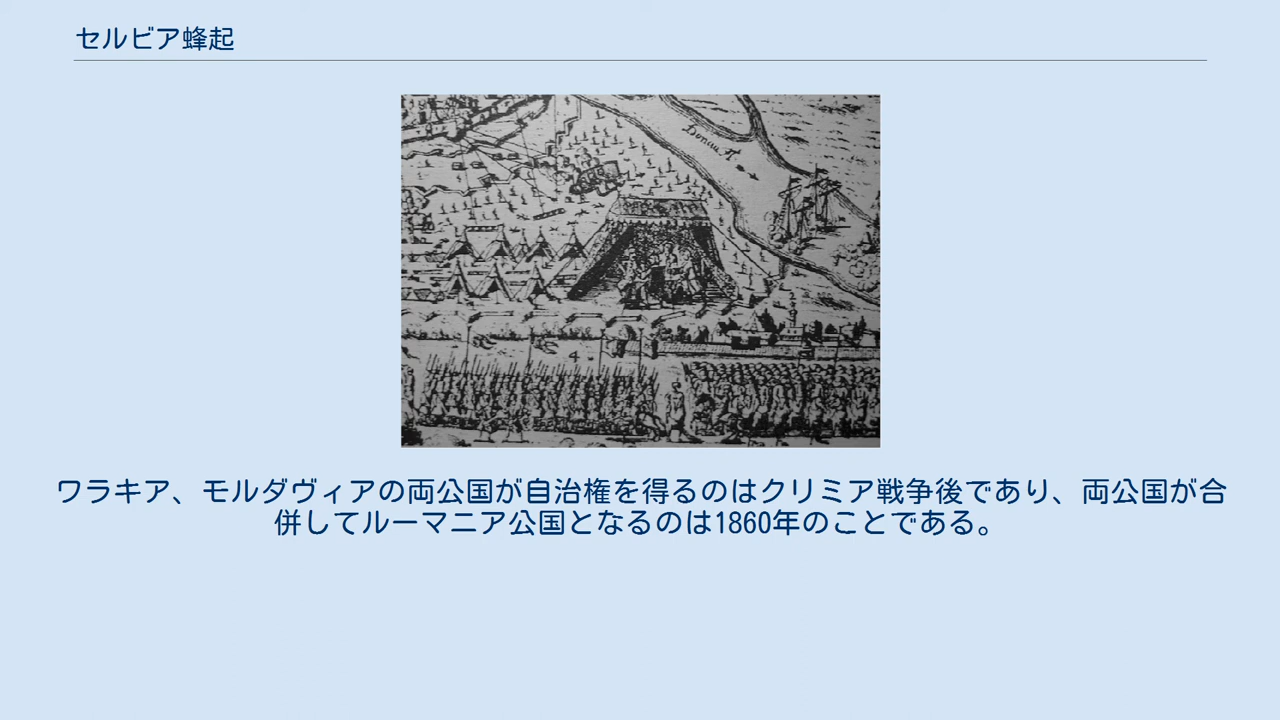 セルビア蜂起
Donau fl
4
ワラキア、モルダヴィアの両公国が自治権を得るのはクリミア戦争後であり、両公国が合
併してルーマニア公国となるのは1860年のことである。